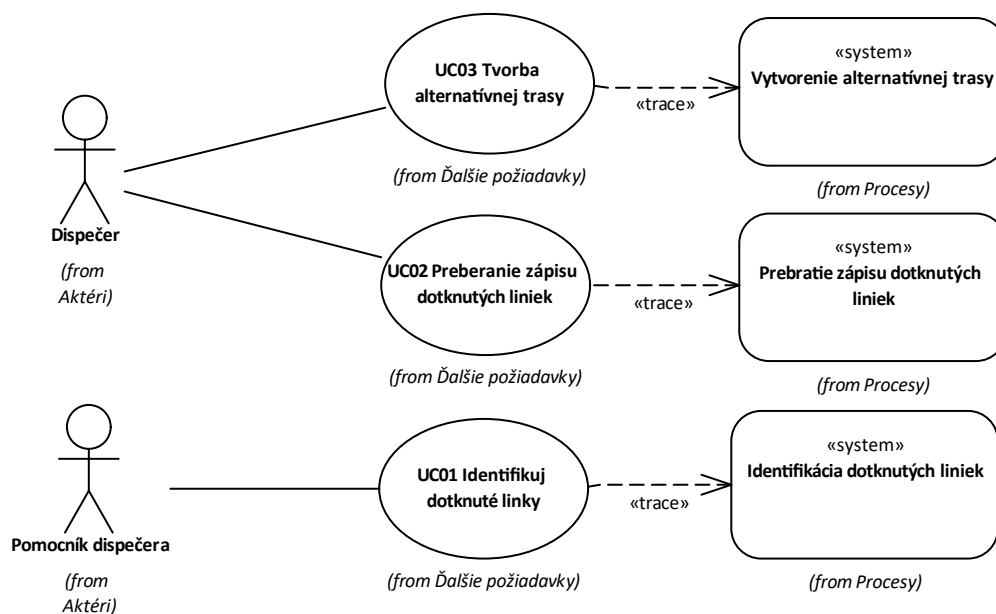 UC03 Tvorba
alternatívnej trasy
(from Ďalšie požiadavky)
«trace»
«system»
Vytvorenie alternatívnej trasy
(from Procesy)
Dispečer
(from
Aktéri)
UC02 Preberanie zápisu
dotknutých liniek
(from Ďalšie požiadavky)
«trace»
«system»
Prebratie zápisu dotknutých
liniek
(from Procesy)
Pomocník dispečera
(from
Aktéri)
UC01 Identifikuj
dotknuté linky
(from Ďalšie požiadavky)
«trace»
«system»
Identifikácia dotknutých liniek
(from Procesy)